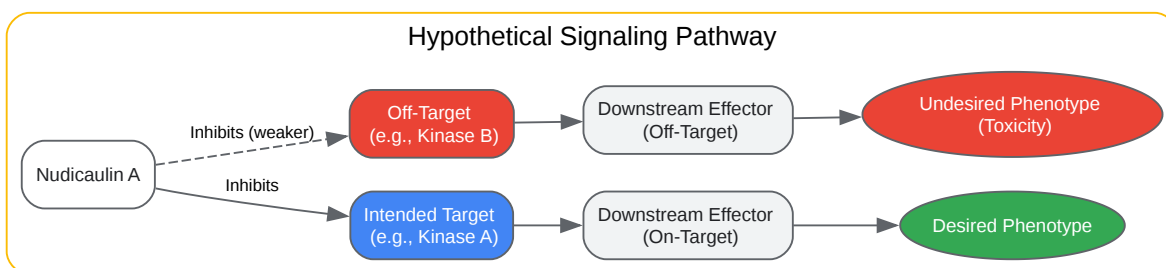 Hypothetical Signaling Pathway
Nudicaulin A
Inhibits (weaker)
Off-Target
(e.g., Kinase B)
Downstream Effector
(Off-Target)
Undesired Phenotype
(Toxicity)
Inhibits
Intended Target
(e.g., Kinase A)
Downstream Effector
(On-Target)
Desired Phenotype